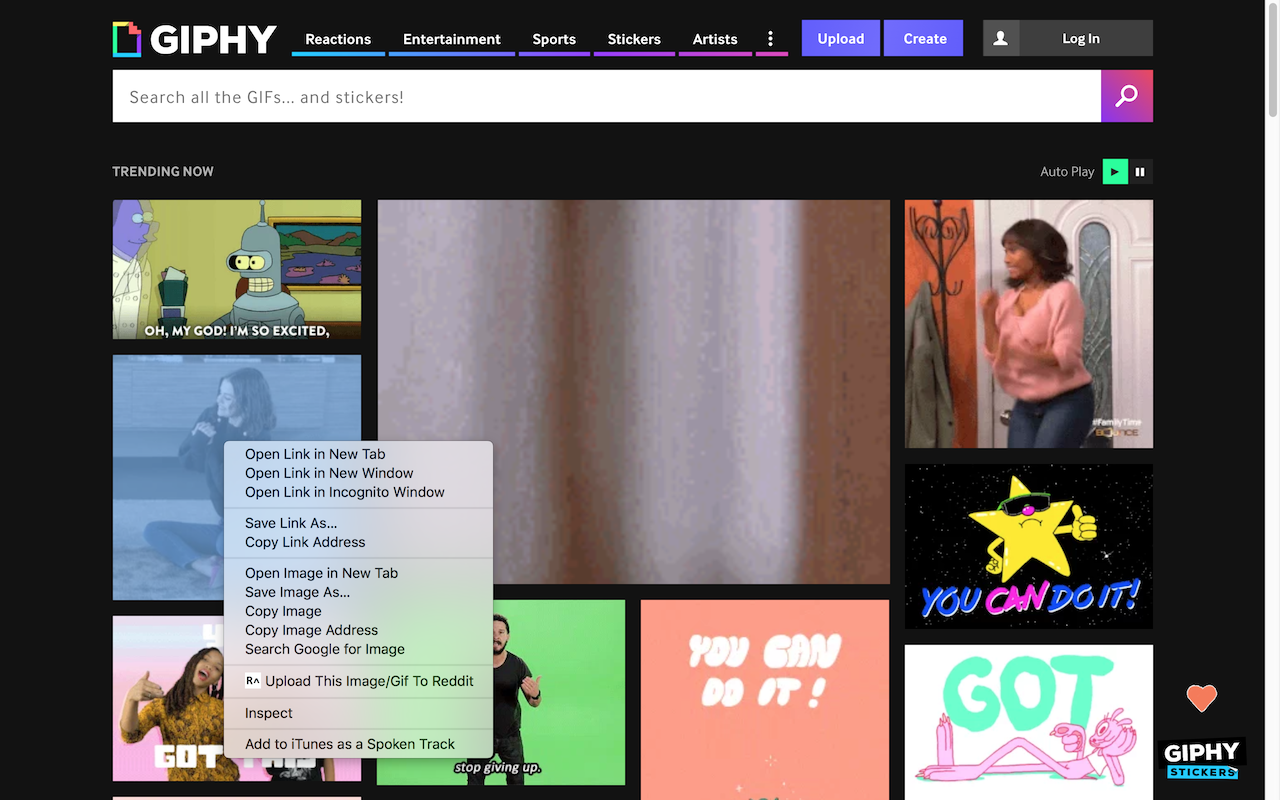 GIPHY
Reactions
Entertainment
Sports
Stickers
Artists
Upload
Create
Log In
Search all the GIFs... and stickers!
TRENDING NOW
Auto Play
OH, MY GOD! I'M SO EXCITED,
#FamilyTime
BOUNCE
Open Link in New Tab
Open Link in New Window
Open Link in Incognito Window
Save Link As...
Copy Link Address
Open Image in New Tab
Save Image As...
Copy Image
Copy Image Address
Search Google for Image
R^ Upload This Image/Gif To Reddit
Inspect
Add to iTunes as a Spoken Track
YOU CAN DO IT!
GOT
stop giving up.
YOU CAN
DO IT!
GOT
GIPHY
STICKERS